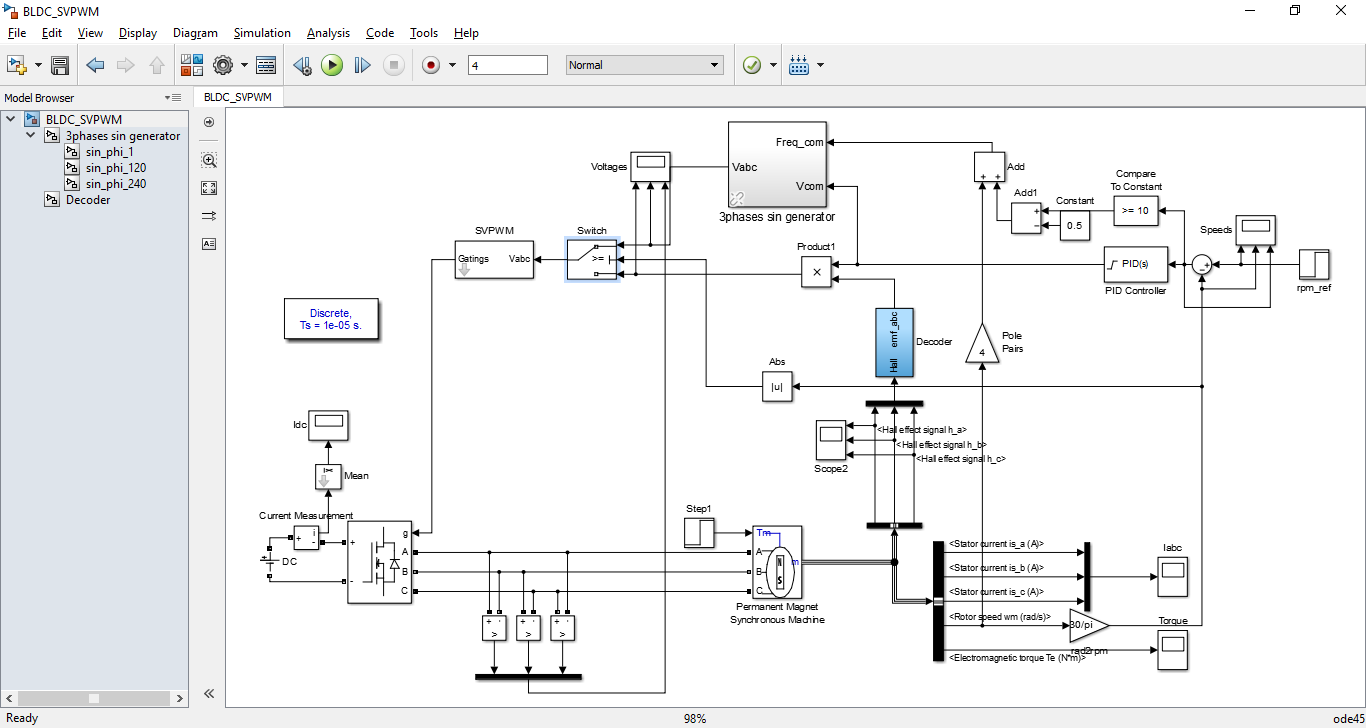 BLDC_SVPWM
File Edit View Display Diagram Simulation Analysis Code Tools Help
4
Normal
Model Browser
BLDC_SVPWM
BLDC_SVPWM
3phases sin generator
sin_phi_1
sin_phi_120
sin_phi_240
Decoder
Voltages
Freq_com
Vabc
Vcom
3phases sin generator
Add
+ +
Add1
+
-
Constant
0.5
Compare
To Constant
>= 10
Speeds
rpm_ref
+
-
PID(s)
PID Controller
Product1
×
SVPWM
Gatings Vabc
Switch
>=
Discrete,
Ts = 1e-05 s.
emf_abc
Hall
Decoder
4
Pole
Pairs
Abs
|u|
Idc
Mean
Scope2
<Hall effect signal h_a>
<Hall effect signal h_b>
<Hall effect signal h_c>
Current Measurement
+ i
-
DC
+
-
g
A
B
C
Step1
Tm
A
B
C
m
N
S
Permanent Magnet
Synchronous Machine
+ -
v
+ -
v
+ -
v
<Stator current is_a (A)>
<Stator current is_b (A)>
<Stator current is_c (A)>
<Rotor speed wm (rad/s)>
<Electromagnetic torque Te (N*m)>
30/pi
rad2rpm
Iabc
Torque
Ready
98%
ode45